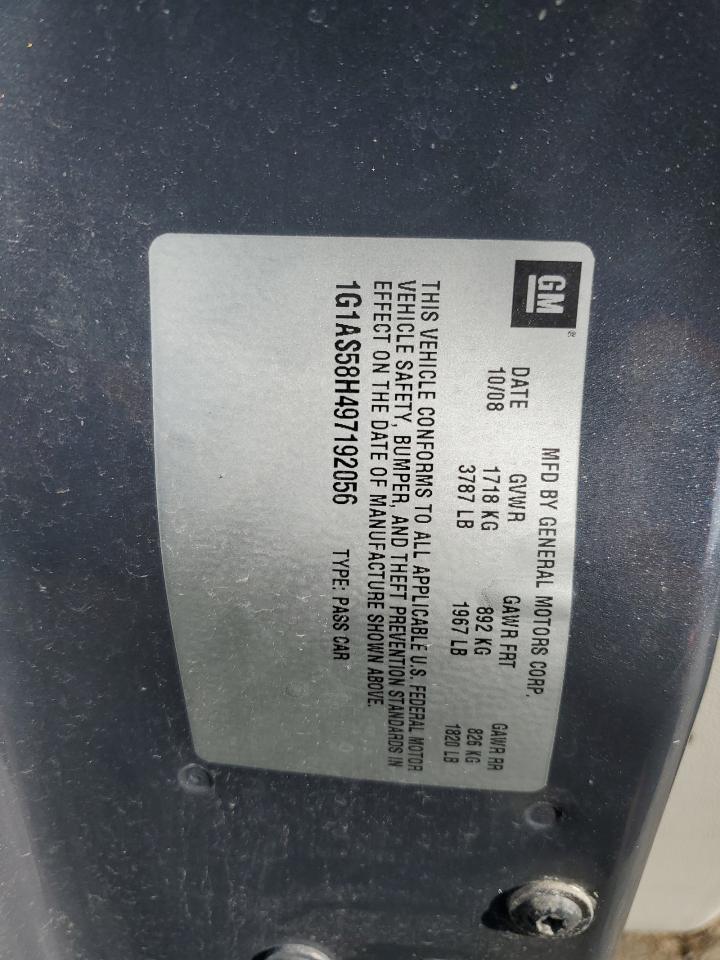 GM®
MFD BY GENERAL MOTORS CORP.
DATE GVWR GAWR FRT GAWR RR
10/08 1718 KG 892 KG 826 KG
3787 LB 1967 LB 1820 LB
THIS VEHICLE CONFORMS TO ALL APPLICABLE U.S. FEDERAL MOTOR
VEHICLE SAFETY, BUMPER, AND THEFT PREVENTION STANDARDS IN
EFFECT ON THE DATE OF MANUFACTURE SHOWN ABOVE.
1G1AS58H497192056 TYPE: PASS CAR